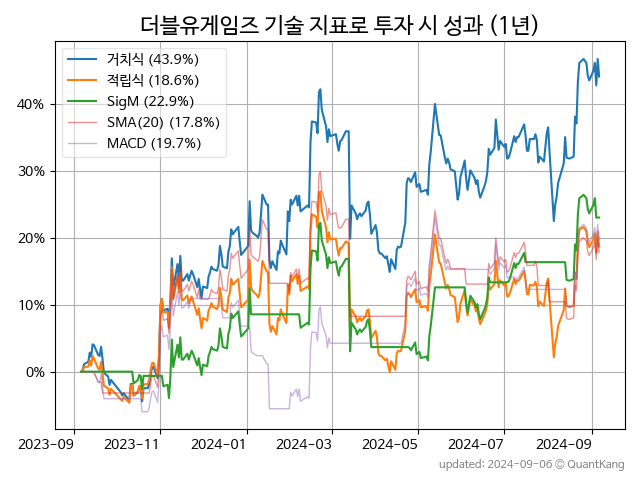 더블유게임즈 기술 지표로 투자 시 성과 (1년)
거치식 (43.9%)
적립식 (18.6%)
SigM (22.9%)
SMA(20) (17.8%)
MACD (19.7%)
40%
30%
20%
10%
0%
2023-09 2023-11 2024-01 2024-03 2024-05 2024-07 2024-09
updated: 2024-09-06 © QuantKang